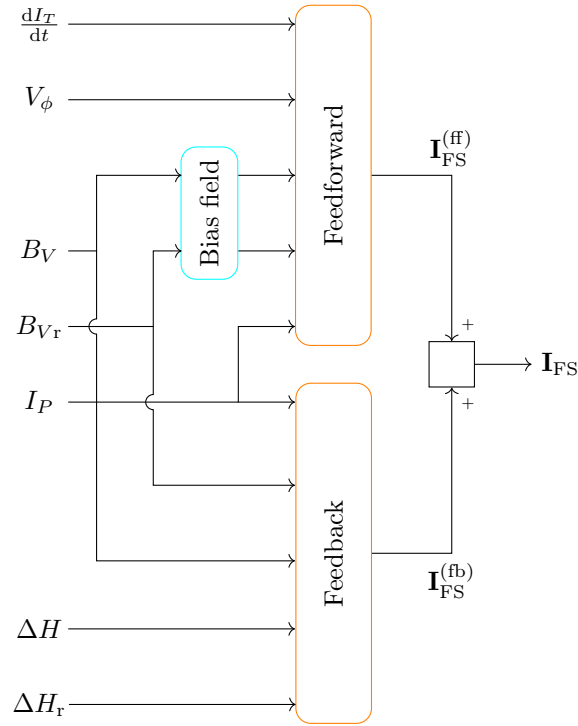 dI_T/dt
V_ϕ
Bias field
Feedforward
I_FS^(ff)
B_V
B_Vr
+
I_FS
I_P
+
Feedback
I_FS^(fb)
ΔH
ΔH_r